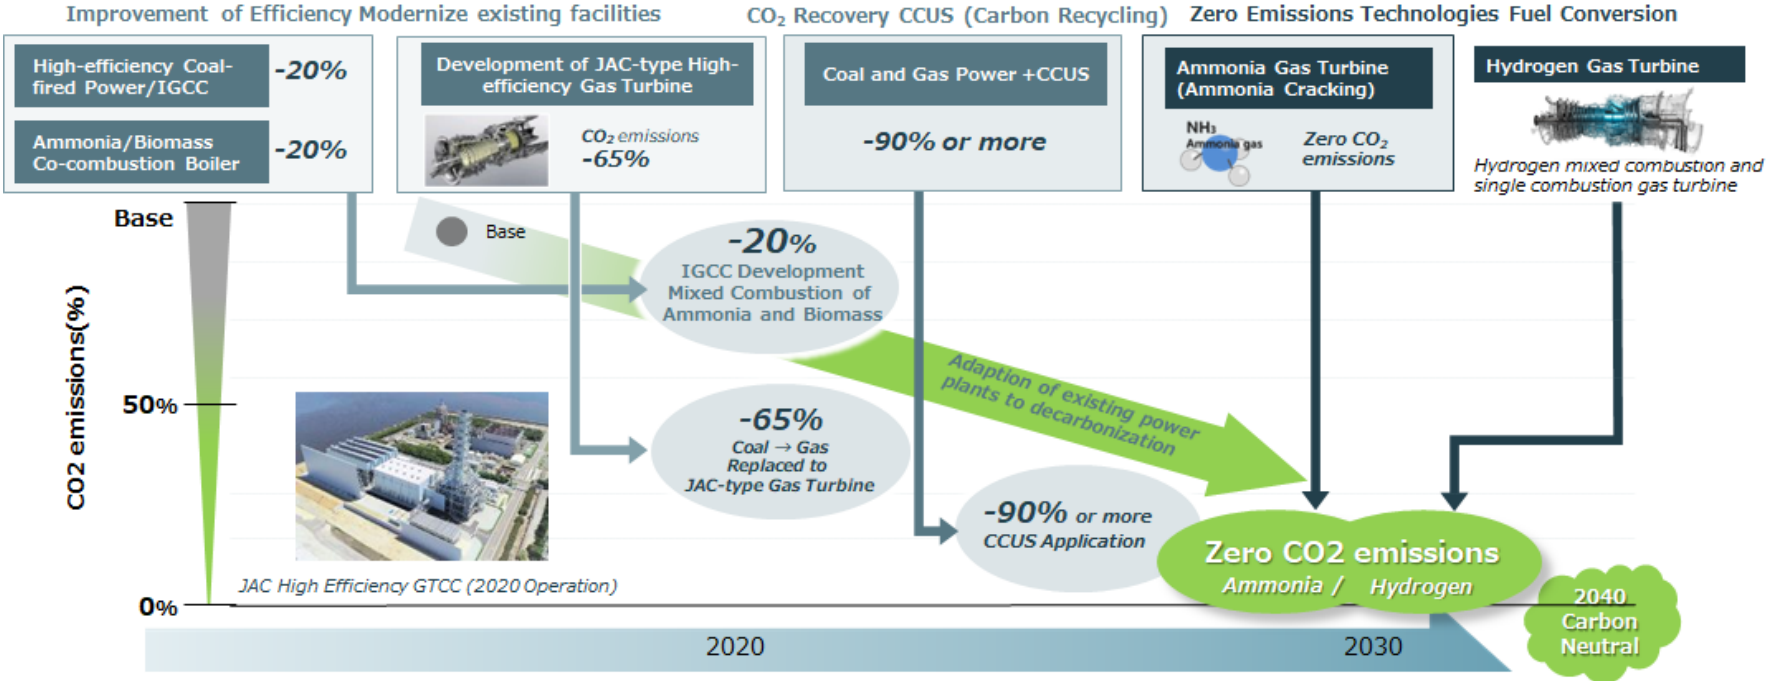 Improvement of Efficiency Modernize existing facilities
CO₂ Recovery CCUS (Carbon Recycling)
Zero Emissions Technologies Fuel Conversion
High-efficiency Coal-
fired Power/IGCC
-20%
Ammonia/Biomass
Co-combustion Boiler
-20%
Development of JAC-type High-
efficiency Gas Turbine
CO₂ emissions
-65%
Coal and Gas Power +CCUS
-90% or more
Ammonia Gas Turbine
(Ammonia Cracking)
NH₃
Ammonia gas
Zero CO₂
emissions
Hydrogen Gas Turbine
Hydrogen mixed combustion and
single combustion gas turbine
Base
Base
-20%
IGCC Development
Mixed Combustion of
Ammonia and Biomass
Adaption of existing power
plants to decarbonization
CO2 emissions(%)
50%
-65%
Coal → Gas
Replaced to
JAC-type Gas Turbine
-90% or more
CCUS Application
Zero CO2 emissions
Ammonia / Hydrogen
JAC High Efficiency GTCC (2020 Operation)
0%
2020
2030
2040
Carbon
Neutral